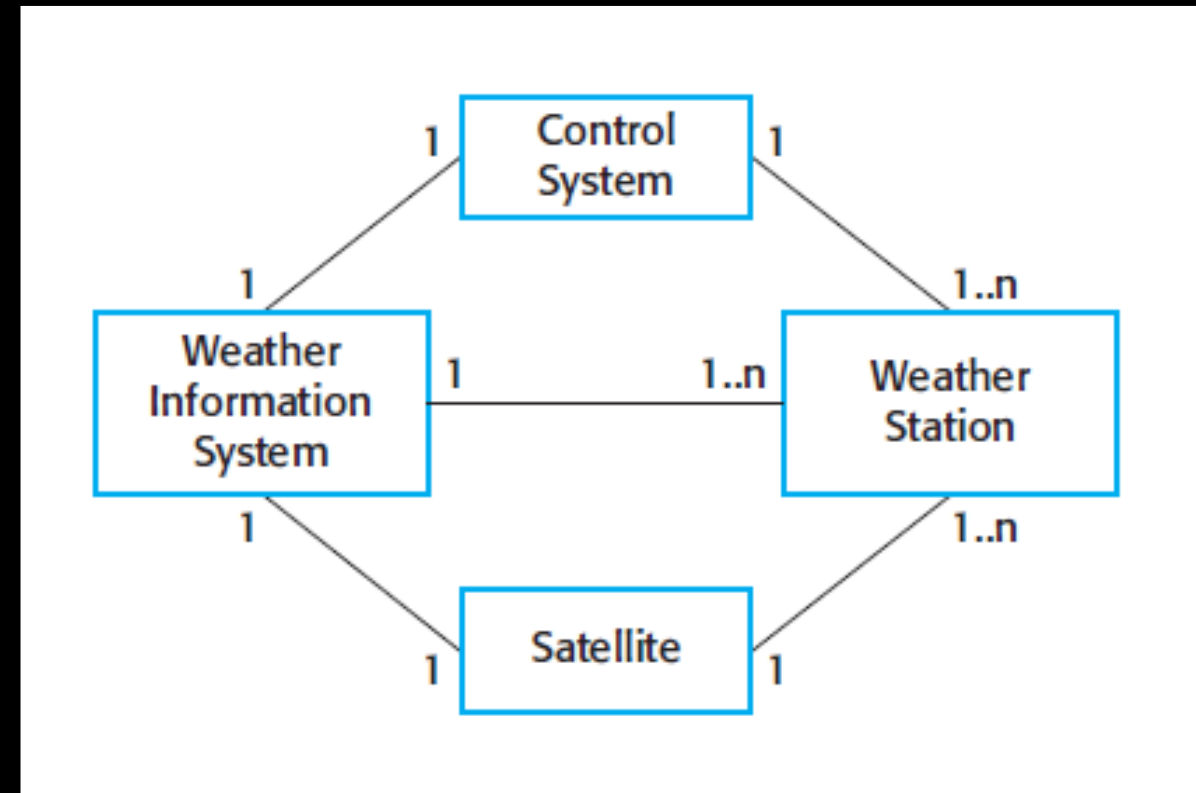 Control
System
1
1
1
1..n
Weather
Information
System
1
1..n
Weather
Station
1
1..n
Satellite
1
1